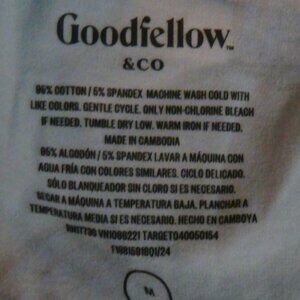 Goodfellow™
&CO
95% COTTON / 5% SPANDEX MACHINE WASH COLD WITH
LIKE COLORS. GENTLE CYCLE. ONLY NON-CHLORINE BLEACH
IF NEEDED. TUMBLE DRY LOW. WARM IRON IF NEEDED.
MADE IN CAMBODIA
95% ALGODÓN / 5% SPANDEX LAVAR A MÁQUINA CON
AGUA FRÍA CON COLORES SIMILARES. CICLO DELICADO.
SÓLO BLANQUEADOR SIN CLORO SI ES NECESARIO.
SECAR A MÁQUINA A TEMPERATURA BAJA. PLANCHAR A
TEMPERATURA MEDIA SI ES NECESARIO. HECHO EN CAMBOYA
TARGET040050154
M